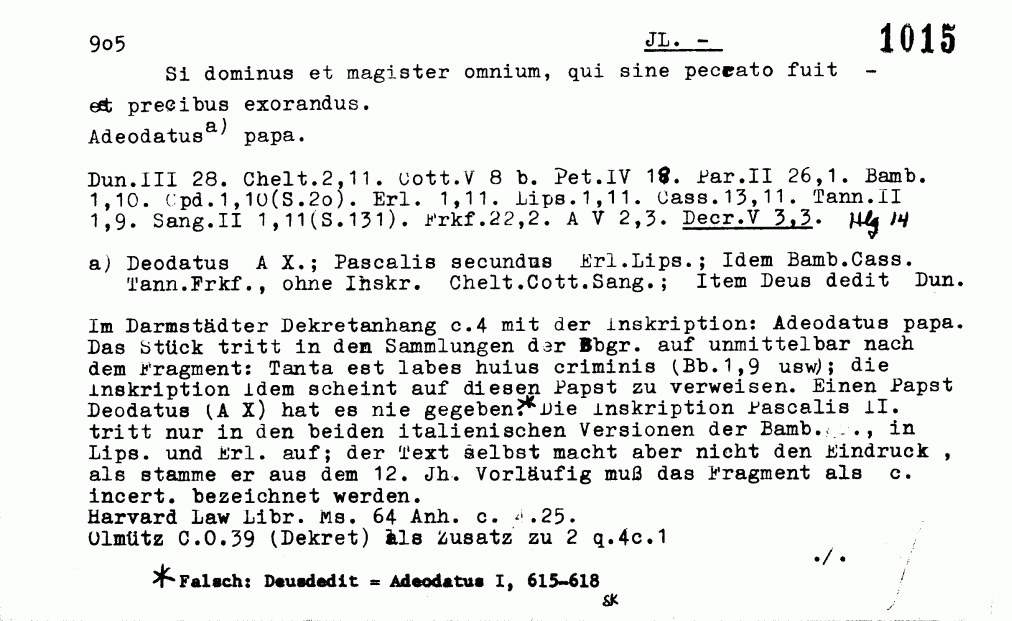 9o5 JL. - 1015
Si dominus et magister omnium, qui sine peccato fuit -
et precibus exorandus.
Adeodatus a) papa.
Dun.III 28. Chelt.2,11. Cott.V 8 b. Pet.IV 18. Par.II 26,1. Bamb.
1,10. Cpd.1,10(S.2o). Erl. 1,11. Lips.1,11. Cass.13,11. Tann.II
1,9. Sang.II 1,11(S.131). Frkf.22,2. A V 2,3. Decr.V 3,3. Mg 14
a) Deodatus A X.; Pascalis secundus Erl.Lips.; Idem Bamb.Cass.
Tann.Frkf., ohne Ihskr. Chelt.Cott.Sang.; Item Deus dedit Dun.
Im Darmstädter Dekretanhang c.4 mit der Inskription: Adeodatus papa.
Das Stück tritt in den Sammlungen der Bbgr. auf unmittelbar nach
dem Fragment: Tanta est labes huius criminis (Bb.1,9 usw); die
Inskription Idem scheint auf diesen Papst zu verweisen. Einen Papst
Deodatus (A X) hat es nie gegeben.* Die Inskription Pascalis II.
tritt nur in den beiden italienischen Versionen der Bamb. ., in
Lips. und Erl. auf; der Text selbst macht aber nicht den Eindruck ,
als stamme er aus dem 12. Jh. Vorläufig muß das Fragment als c.
incert. bezeichnet werden.
Harvard Law Libr. Ms. 64 Anh. c. .25.
Olmütz C.O.39 (Dekret) als Zusatz zu 2 q.4c.1
./.
* Falsch: Deusdedit = Adeodatus I, 615-618
SK